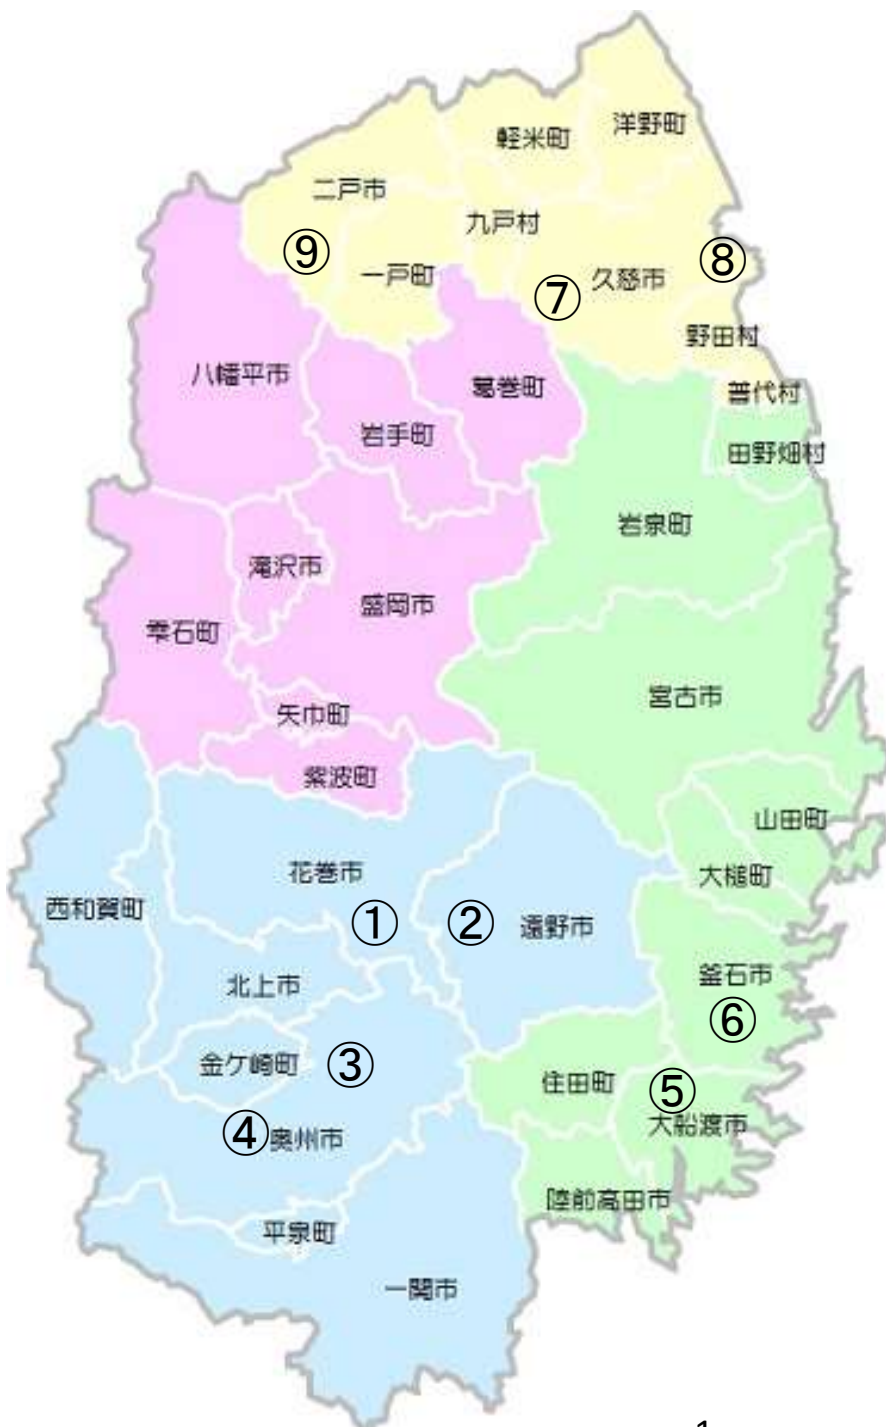 洋野町
軽米町
二戸市
九戸村
⑨
⑧
一戸町
久慈市
⑦
野田村
八幡平市
葛巻町
普代村
岩手町
田野畑村
岩泉町
滝沢市
盛岡市
雫石町
宮古市
矢巾町
紫波町
山田町
花巻市
大槌町
西和賀町
①
②
遠野市
釜石市
北上市
⑥
金ケ崎町
③
住田町
⑤
大船渡市
④
奥州市
陸前高田市
平泉町
一関市